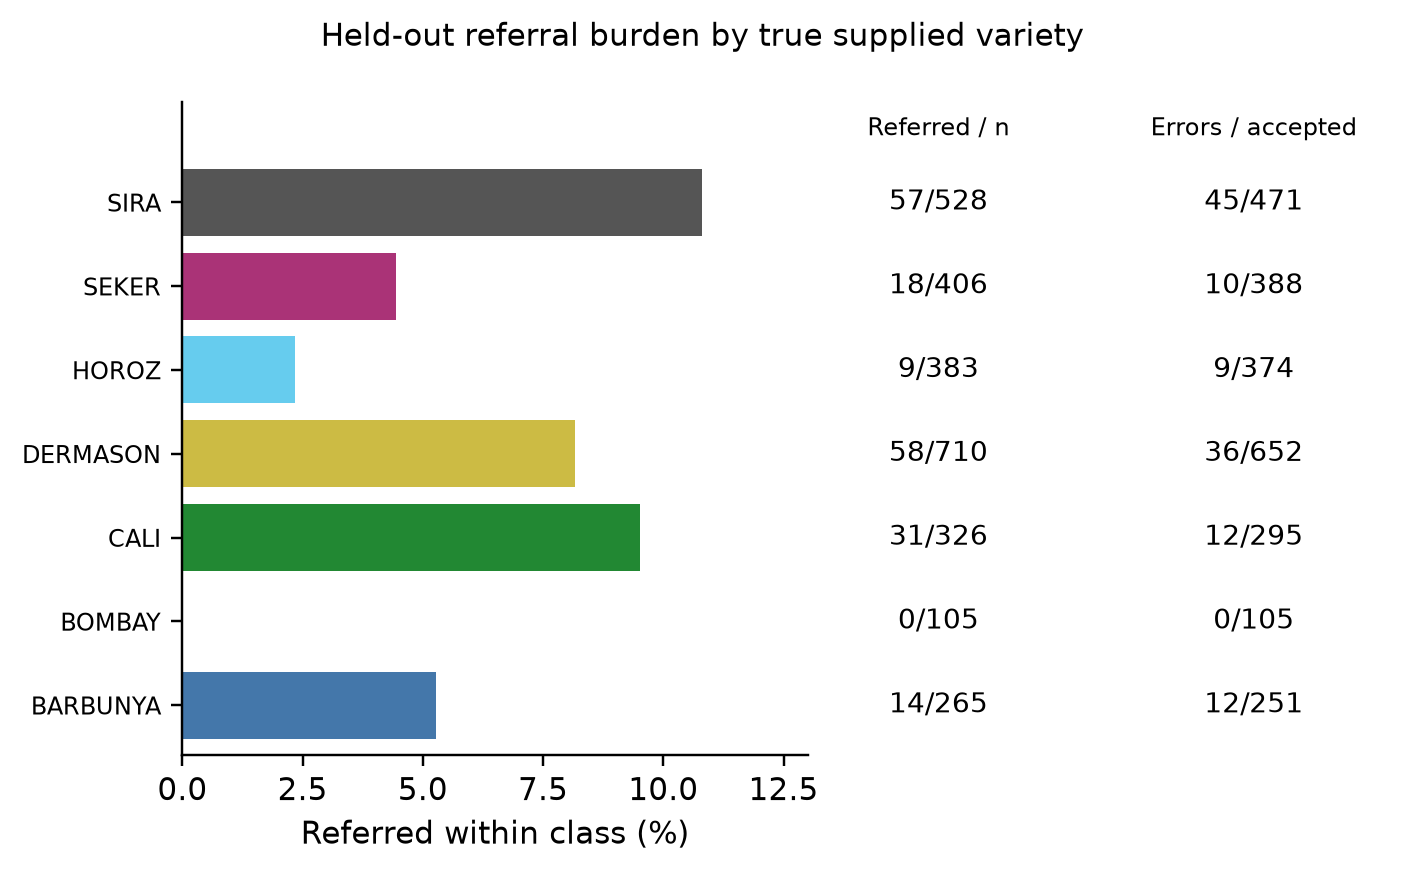 Held-out referral burden by true supplied variety
Referred / n Errors / accepted
SIRA 57/528 45/471
SEKER 18/406 10/388
HOROZ 9/383 9/374
DERMASON 58/710 36/652
CALI 31/326 12/295
BOMBAY 0/105 0/105
BARBUNYA 14/265 12/251
0.0 2.5 5.0 7.5 10.0 12.5
Referred within class (%)